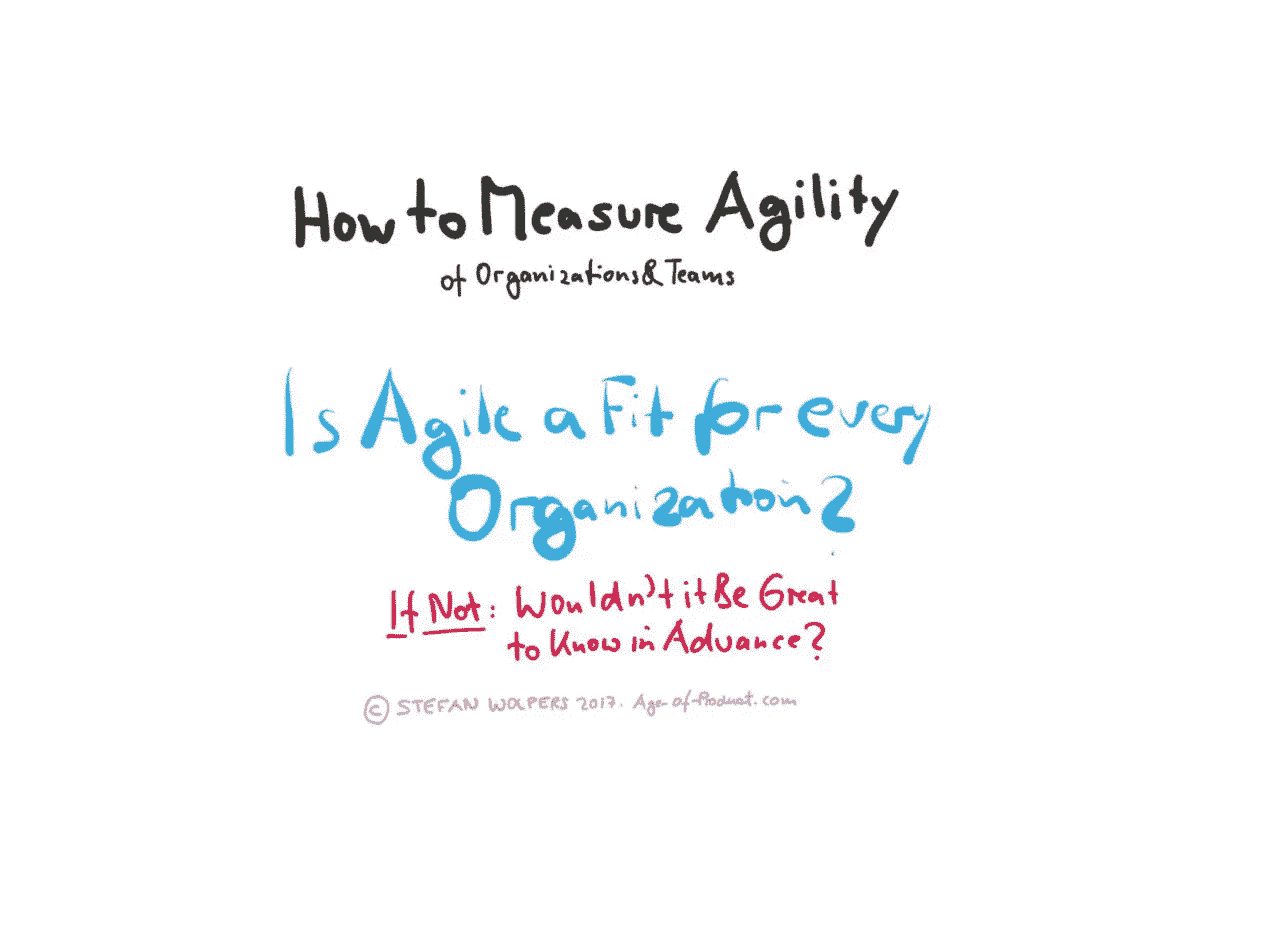 How to Measure Agility
of Organizations & Teams
Is Agile a Fit for every
Organization?
If Not: Wouldn't it Be Great
to Know in Advance?
© STEFAN WOLPERS 2017. Age-of-Product.com